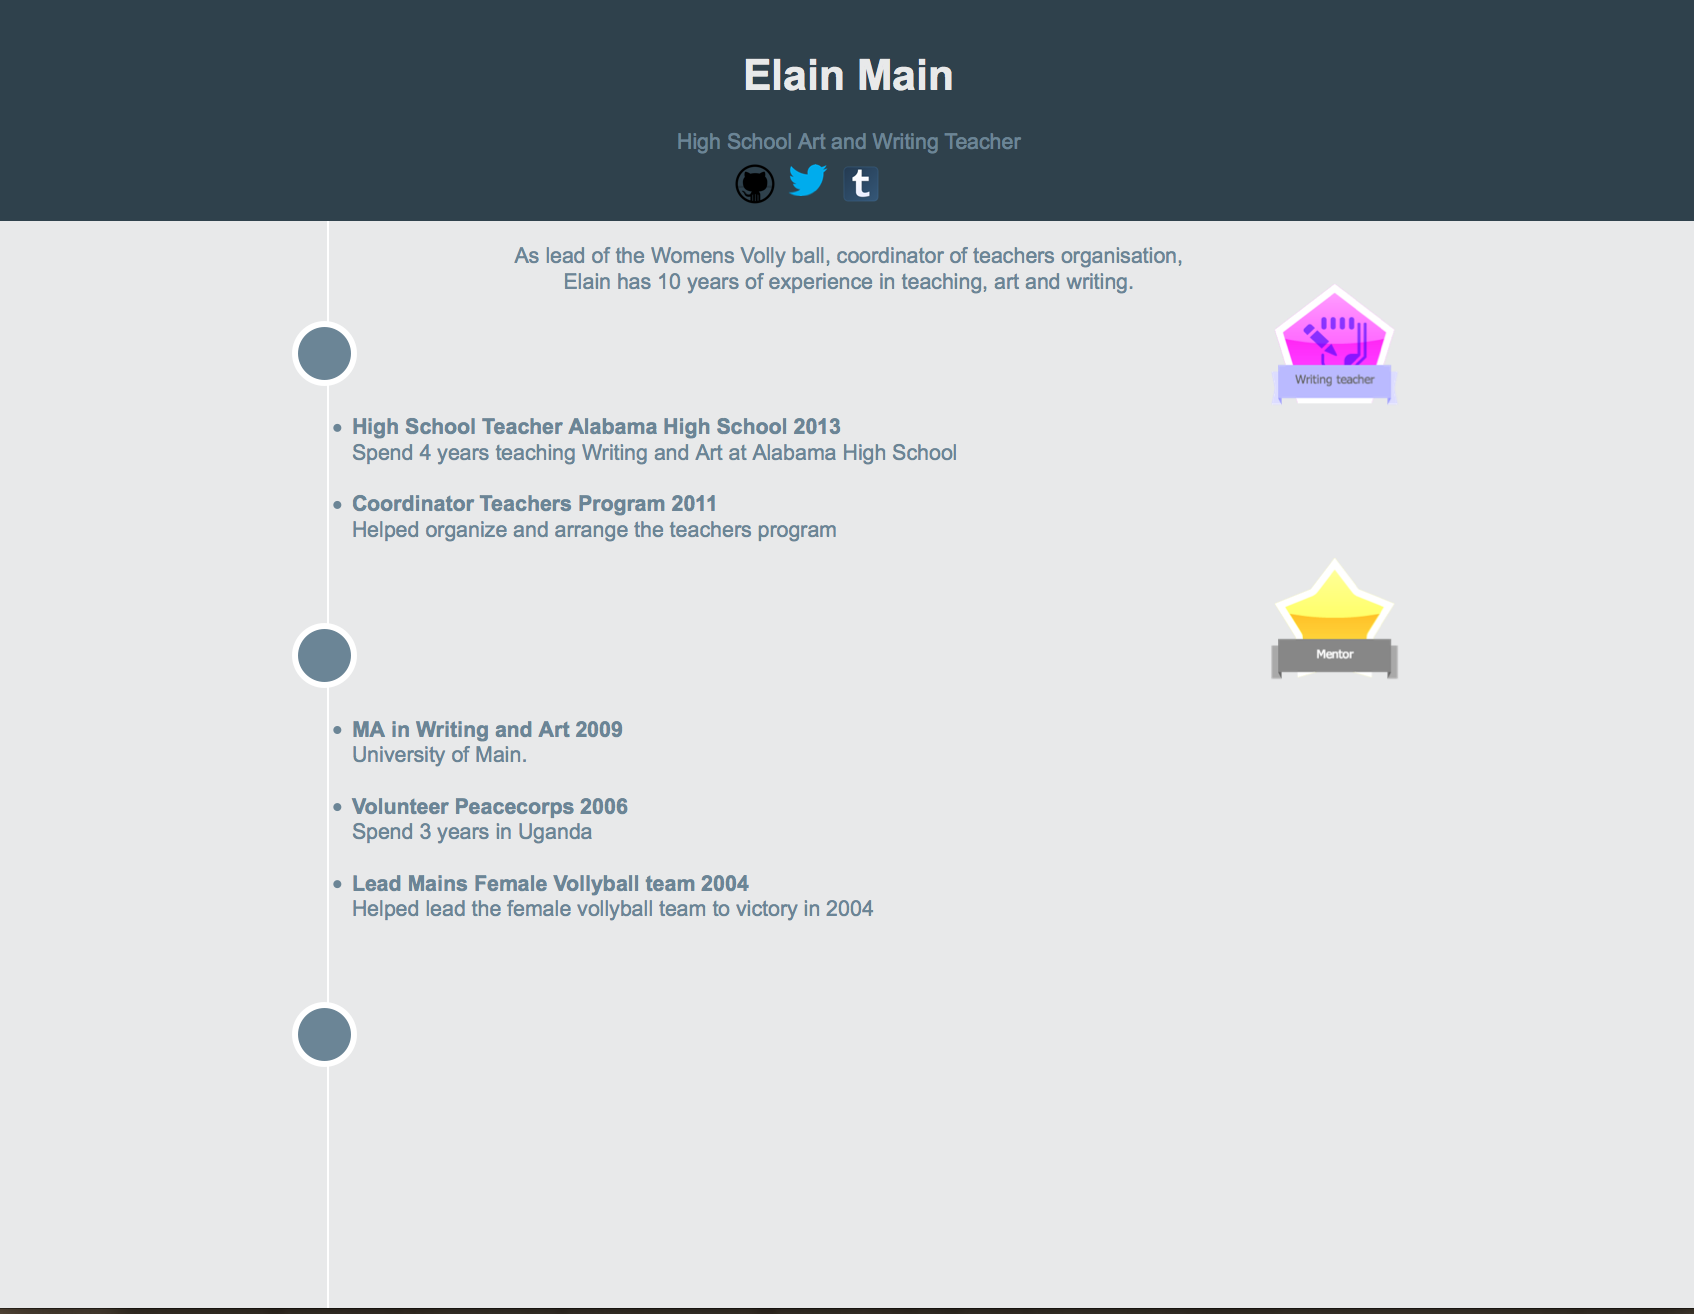 Elain Main
High School Art and Writing Teacher
t
As lead of the Womens Volly ball, coordinator of teachers organisation,
Elain has 10 years of experience in teaching, art and writing.
Writing teacher
High School Teacher Alabama High School 2013
Spend 4 years teaching Writing and Art at Alabama High School
Coordinator Teachers Program 2011
Helped organize and arrange the teachers program
Mentor
MA in Writing and Art 2009
University of Main.
Volunteer Peacecorps 2006
Spend 3 years in Uganda
Lead Mains Female Vollyball team 2004
Helped lead the female vollyball team to victory in 2004